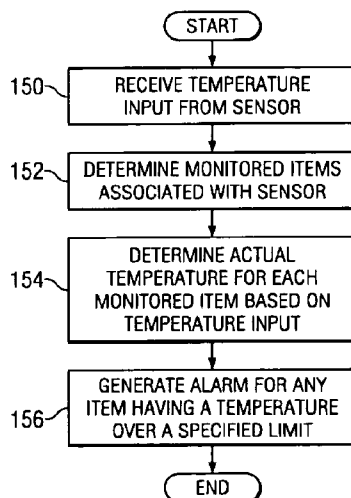 START
150
RECEIVE TEMPERATURE
INPUT FROM SENSOR
152
DETERMINE MONITORED ITEMS
ASSOCIATED WITH SENSOR
154
DETERMINE ACTUAL
TEMPERATURE FOR EACH
MONITORED ITEM BASED ON
TEMPERATURE INPUT
156
GENERATE ALARM FOR ANY
ITEM HAVING A TEMPERATURE
OVER A SPECIFIED LIMIT
END